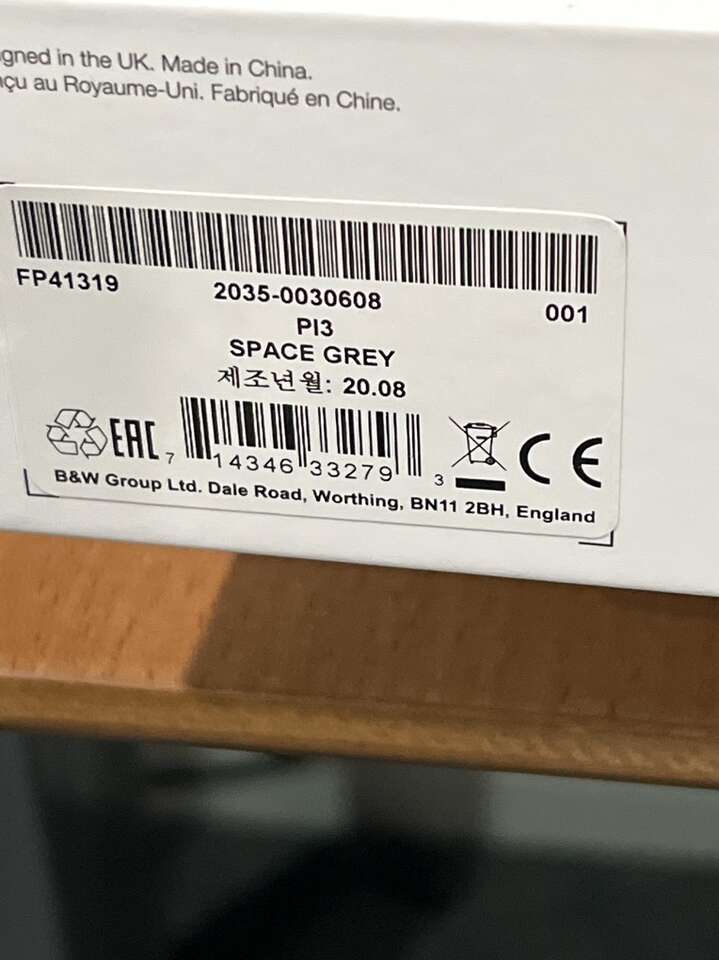 gned in the UK. Made in China.
çu au Royaume-Uni. Fabriqué en Chine.
FP41319 2035-0030608 001
PI3
SPACE GREY
제조년월: 20.08
EAC 7 14346 33279 3 CE
B&W Group Ltd. Dale Road, Worthing, BN11 2BH, England